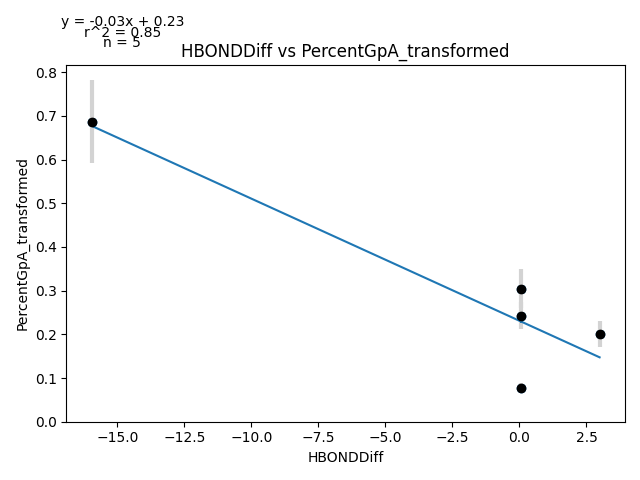 y = -0.03x + 0.23
r^2 = 0.85
n = 5
HBONDDiff vs PercentGpA_transformed
0.8
0.7
0.6
0.5
0.4
0.3
0.2
0.1
0.0
PercentGpA_transformed
−15.0 −12.5 −10.0 −7.5 −5.0 −2.5 0.0 2.5
HBONDDiff